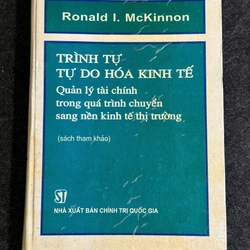 Ronald I. McKinnon
TRÌNH TỰ
TỰ DO HÓA KINH TẾ
Quản lý tài chính
trong quá trình chuyển
sang nền kinh tế thị trường
(sách tham khảo)
ST
NHÀ XUẤT BẢN CHÍNH TRỊ QUỐC GIA